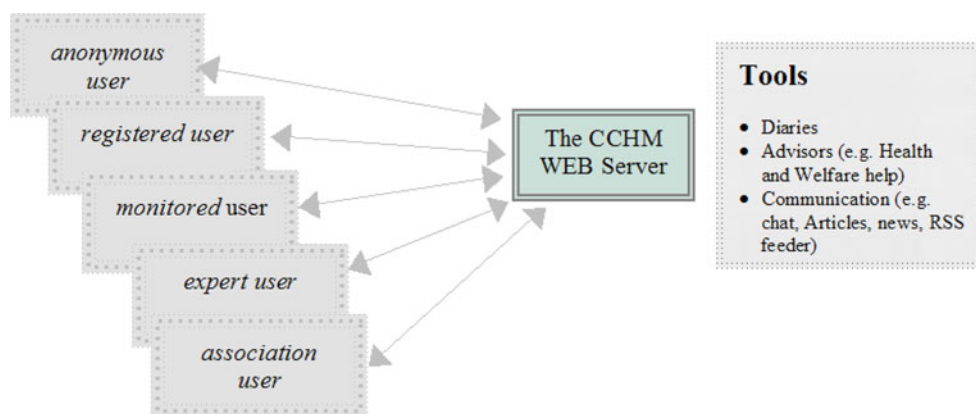 anonymous
user
registered user
monitored user
expert user
association
user
The CCHM
WEB Server
Tools
• Diaries
• Advisors (e.g. Health
and Welfare help)
• Communication (e.g.
chat, Articles, news, RSS
feeder)